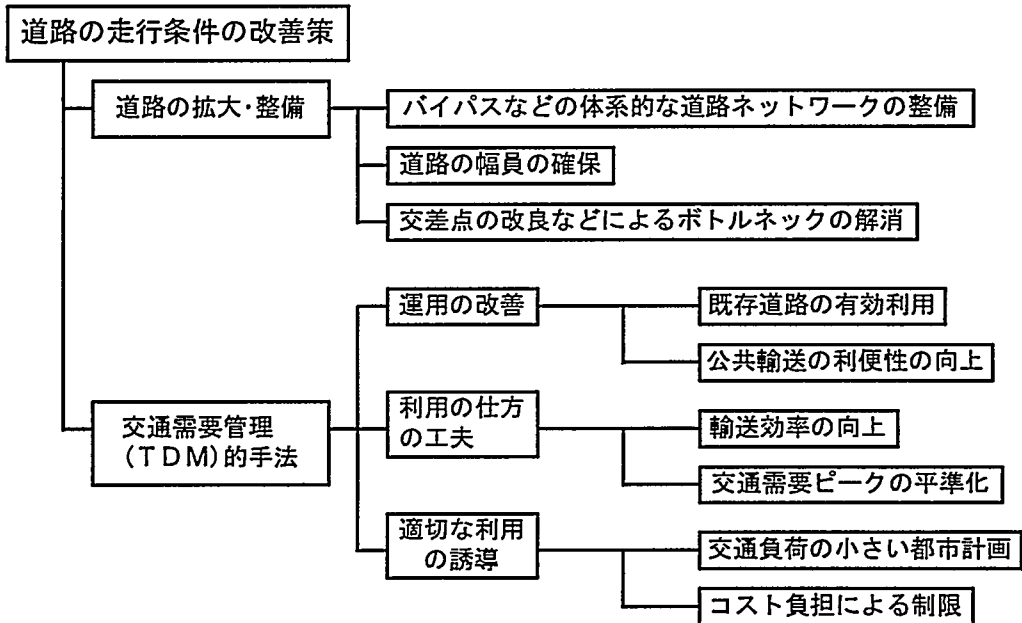 道路の走行条件の改善策
道路の拡大・整備
バイパスなどの体系的な道路ネットワークの整備
道路の幅員の確保
交差点の改良などによるボトルネックの解消
交通需要管理
(TDM)的手法
運用の改善
既存道路の有効利用
公共輸送の利便性の向上
利用の仕方
の工夫
輸送効率の向上
交通需要ピークの平準化
適切な利用
の誘導
交通負荷の小さい都市計画
コスト負担による制限